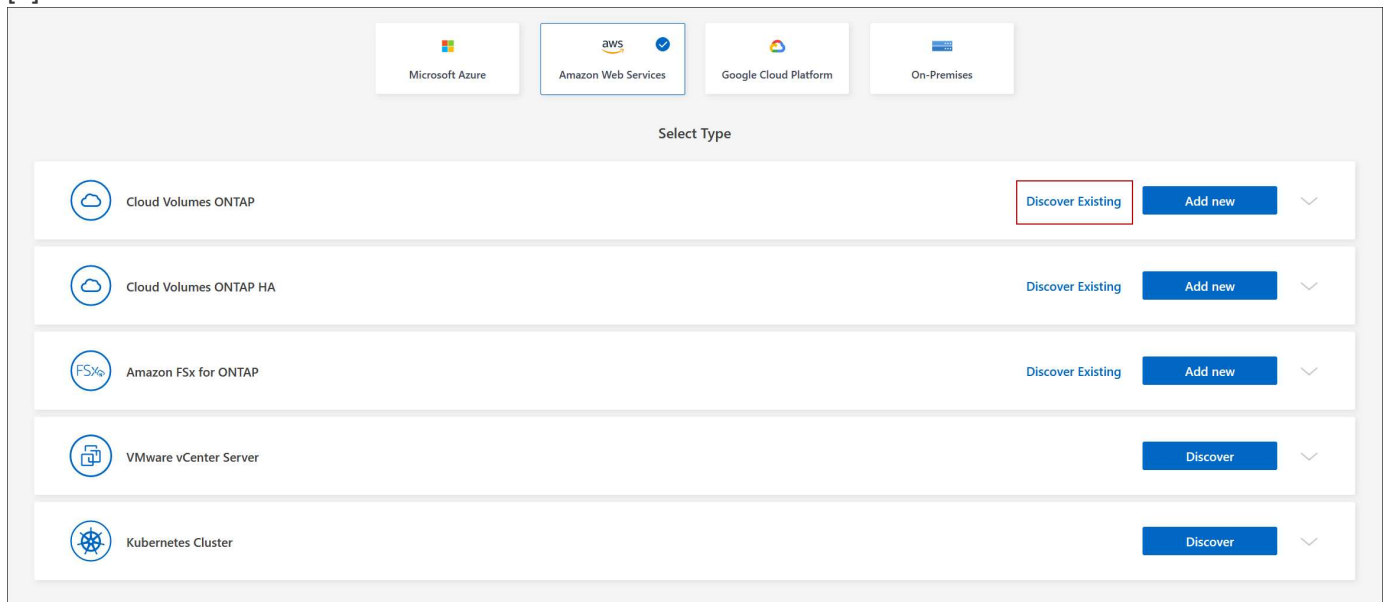 aws
Microsoft Azure
Amazon Web Services
Google Cloud Platform
On-Premises
Select Type
Cloud Volumes ONTAP
Discover Existing
Add new
Cloud Volumes ONTAP HA
Discover Existing
Add new
FSx
Amazon FSx for ONTAP
Discover Existing
Add new
VMware vCenter Server
Discover
Kubernetes Cluster
Discover